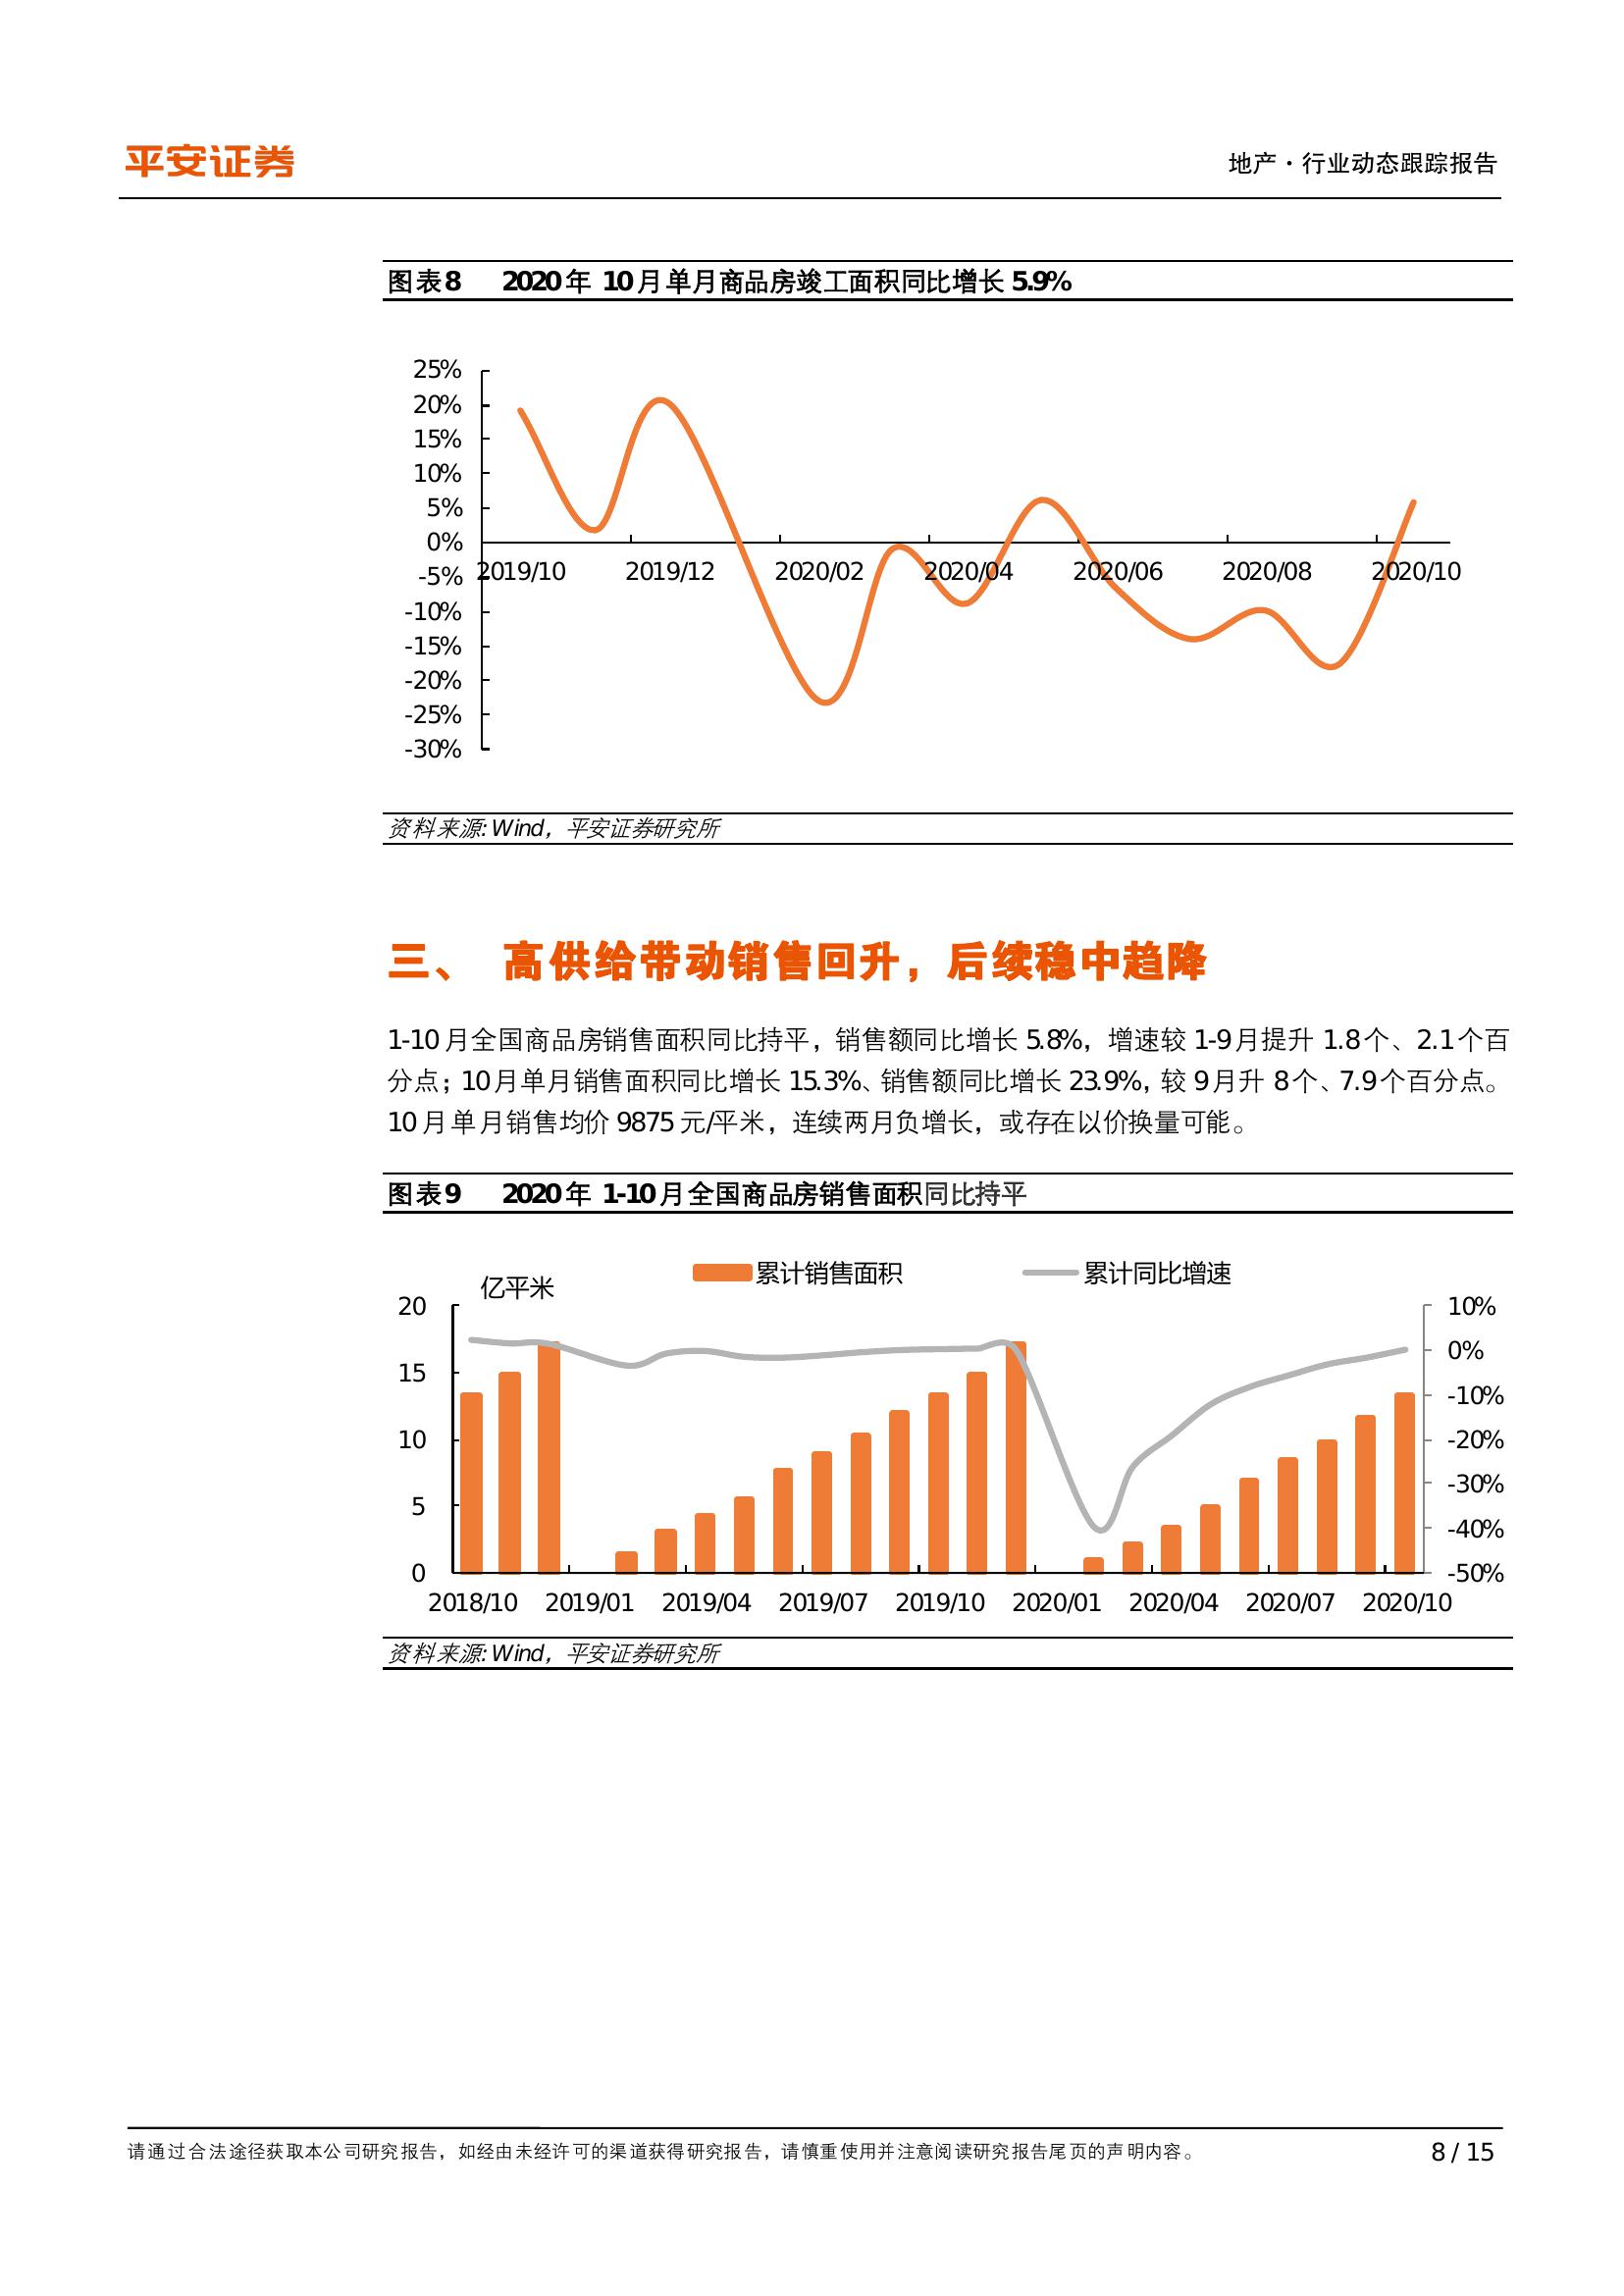 平安证券
地产·行业动态跟踪报告
图表8 2020年 10月单月商品房竣工面积同比增长 5.9%
25%
20%
15%
10%
5%
0%
-5%
-10%
-15%
-20%
-25%
-30%
2019/10 2019/12 2020/02 2020/04 2020/06 2020/08 2020/10
资料来源: Wind，平安证券研究所
三、 高供给带动销售回升，后续稳中趋降
1-10月全国商品房销售面积同比持平，销售额同比增长 5.8%，增速较 1-9月提升 1.8个、2.1个百
分点；10月单月销售面积同比增长 15.3%、销售额同比增长 23.9%，较 9月升 8个、7.9个百分点。
10月单月销售均价 9875元/平米，连续两月负增长，或存在以价换量可能。
图表9 2020年 1-10月全国商品房销售面积同比持平
亿平米 累计销售面积 累计同比增速
20
15
10
5
0
10%
0%
-10%
-20%
-30%
-40%
-50%
2018/10 2019/01 2019/04 2019/07 2019/10 2020/01 2020/04 2020/07 2020/10
资料来源: Wind，平安证券研究所
请通过合法途径获取本公司研究报告，如经由未经许可的渠道获得研究报告，请慎重使用并注意阅读研究报告尾页的声明内容。
8 / 15